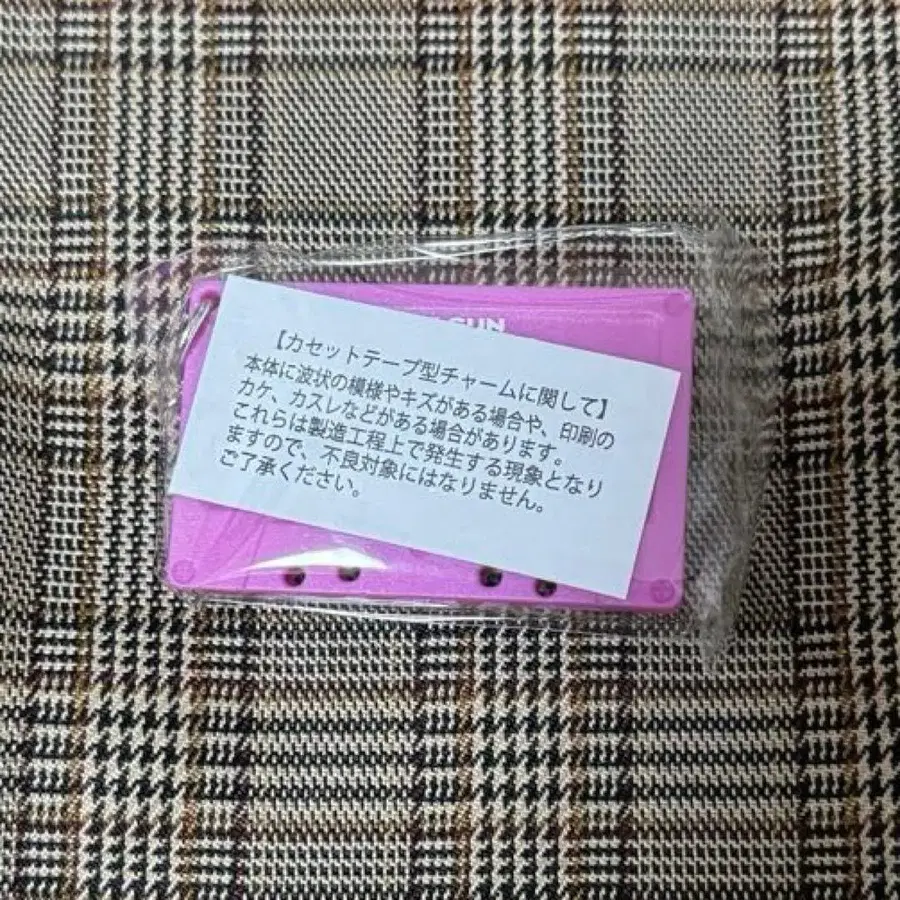 SUN
【カセットテープ型チャームに関して】
本体に波状の模様やキズがある場合や、印刷の
カケ、カスレなどがある場合があります。
これらは製造工程上で発生する現象となり
ますので、不良対象にはなりません。
ご了承ください。